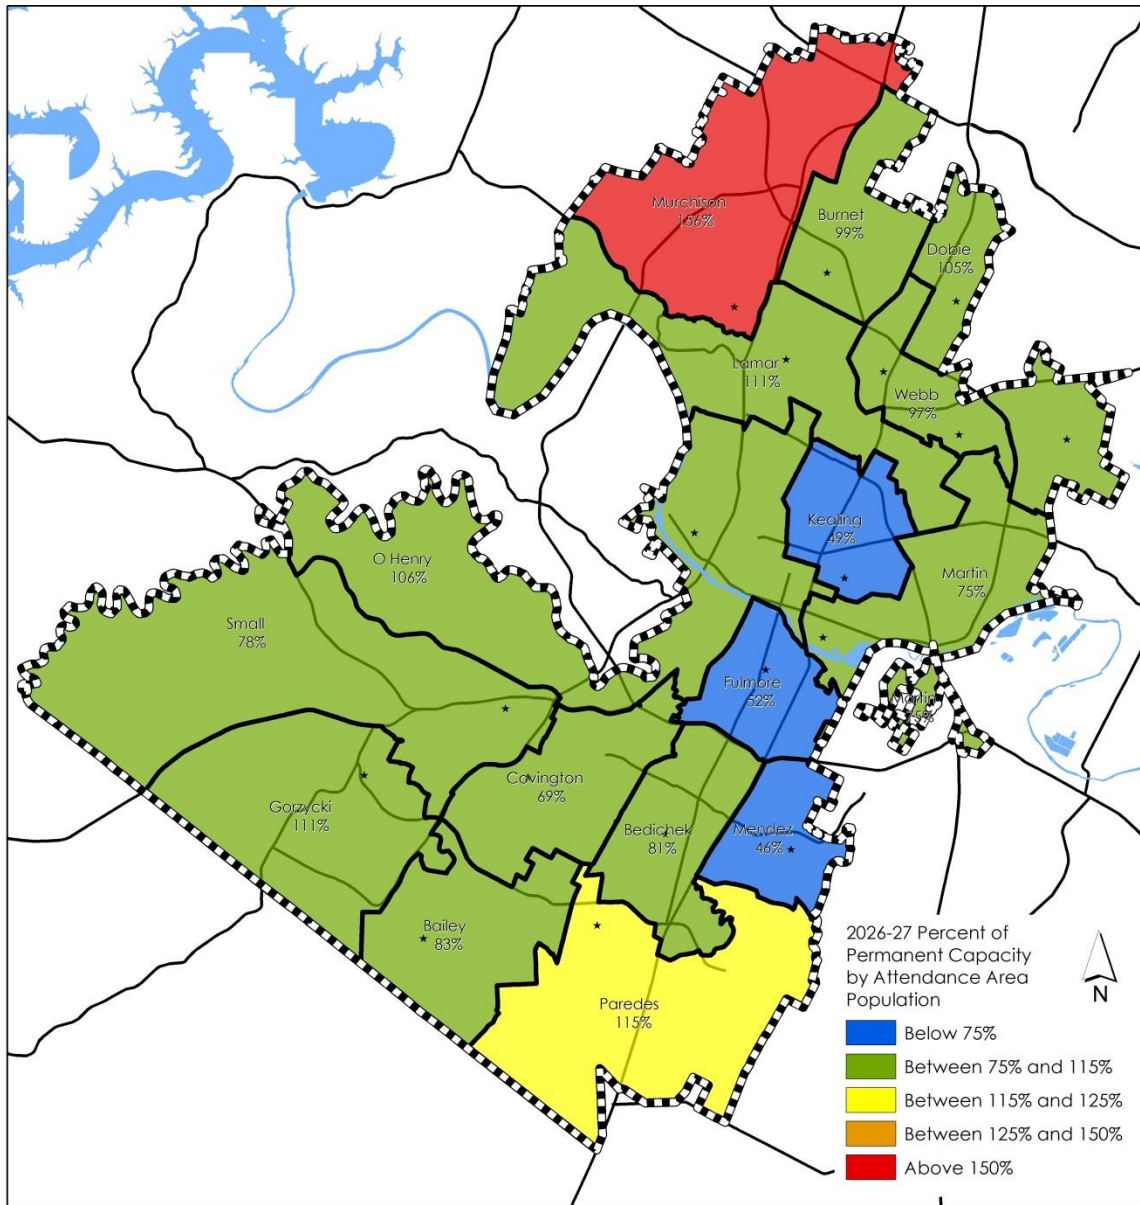 Murchison
156%
Burnet
99%
Dobie
105%
Lamar
111%
Webb
97%
Kealing
49%
O Henry
106%
Martin
75%
Small
78%
Fulmore
52%
Martin
Covington
69%
Gorzycki
111%
Bedichek
81%
Mendez
46%
Bailey
83%
Paredes
115%
2026-27 Percent of
Permanent Capacity
by Attendance Area
Population
N
Below 75%
Between 75% and 115%
Between 115% and 125%
Between 125% and 150%
Above 150%